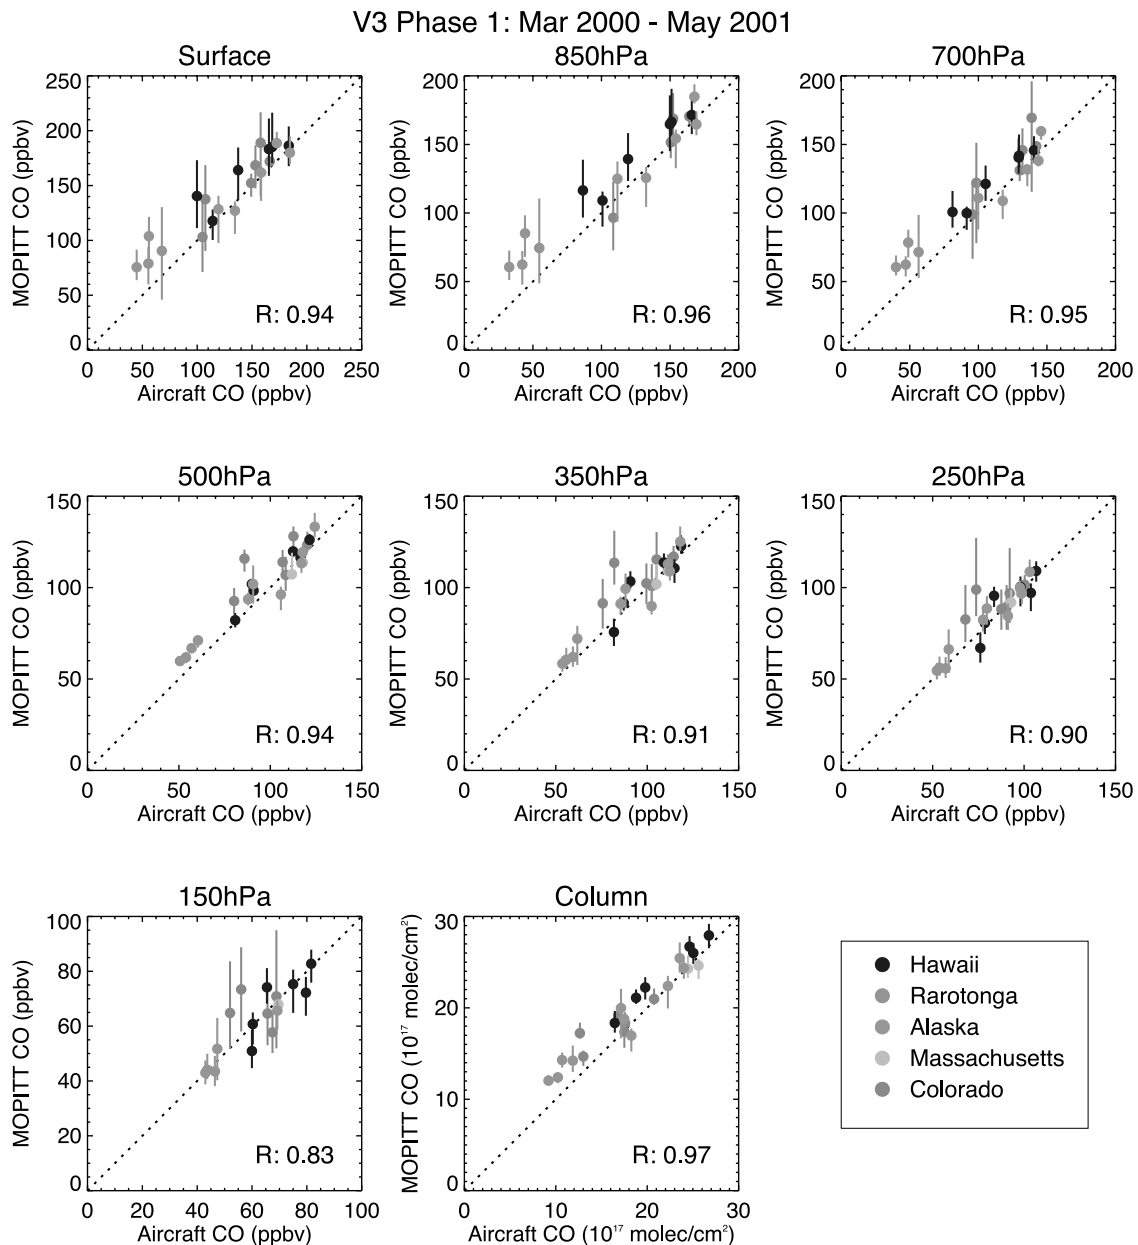 V3 Phase 1: Mar 2000 - May 2001
Surface
MOPITT CO (ppbv)
250
200
150
100
50
0
R: 0.94
0 50 100 150 200 250
Aircraft CO (ppbv)
850hPa
MOPITT CO (ppbv)
200
150
100
50
0
R: 0.96
0 50 100 150 200
Aircraft CO (ppbv)
700hPa
MOPITT CO (ppbv)
200
150
100
50
0
R: 0.95
0 50 100 150 200
Aircraft CO (ppbv)
500hPa
MOPITT CO (ppbv)
150
100
50
0
R: 0.94
0 50 100 150
Aircraft CO (ppbv)
350hPa
MOPITT CO (ppbv)
150
100
50
0
R: 0.91
0 50 100 150
Aircraft CO (ppbv)
250hPa
MOPITT CO (ppbv)
150
100
50
0
R: 0.90
0 50 100 150
Aircraft CO (ppbv)
150hPa
MOPITT CO (ppbv)
100
80
60
40
20
0
R: 0.83
0 20 40 60 80 100
Aircraft CO (ppbv)
Column
MOPITT CO (10¹⁷ molec/cm²)
30
20
10
0
R: 0.97
0 10 20 30
Aircraft CO (10¹⁷ molec/cm²)
Hawaii
Rarotonga
Alaska
Massachusetts
Colorado